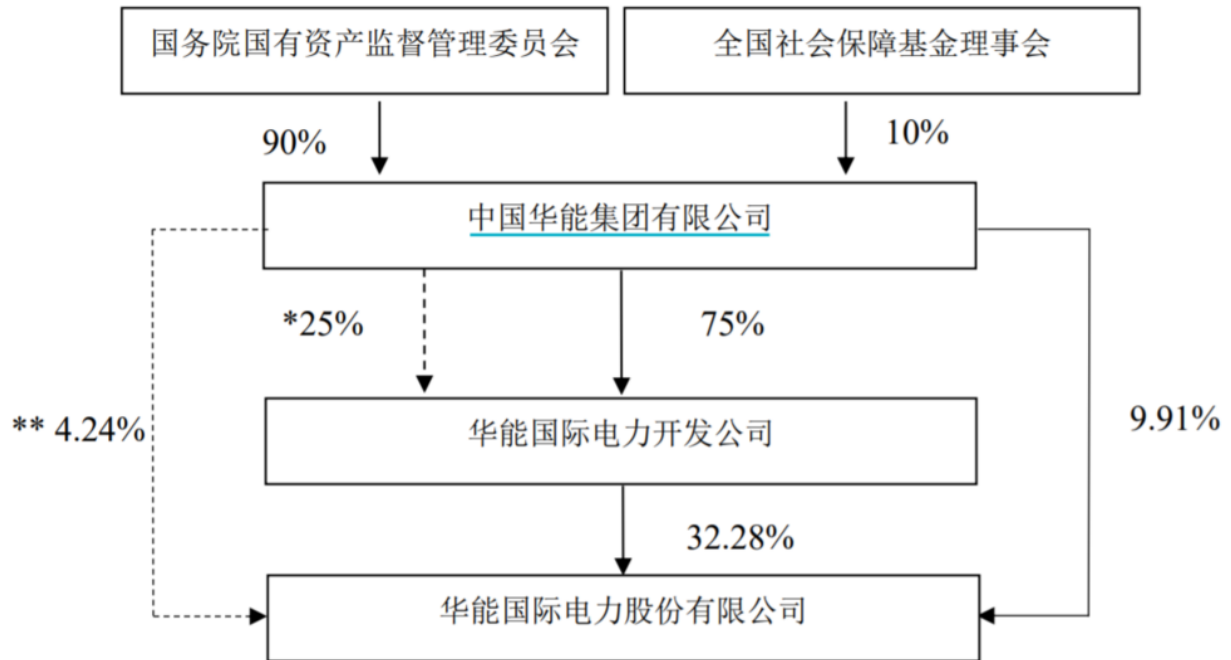 国务院国有资产监督管理委员会
全国社会保障基金理事会
90%
10%
中国华能集团有限公司
*25%
75%
** 4.24%
9.91%
华能国际电力开发公司
32.28%
华能国际电力股份有限公司